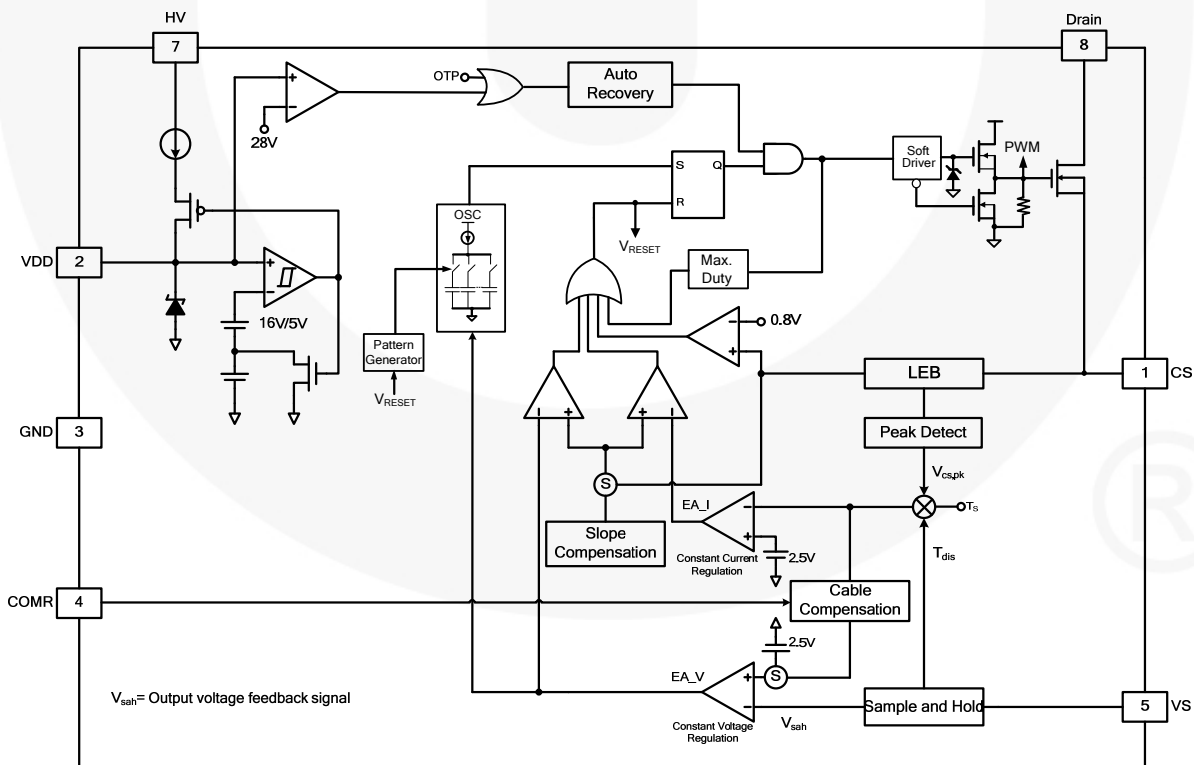 HV
7
Drain
8
OTP
Auto
Recovery
28V
S
Q
R
Soft
Driver
PWM
OSC
VRESET
VDD
2
16V/5V
Max.
Duty
0.8V
Pattern
Generator
VRESET
LEB
1
CS
GND
3
Peak Detect
Vcs,pk
S
EA_I
TS
Slope
Compensation
Constant Current
Regulation
2.5V
Tdis
COMR
4
Cable
Compensation
2.5V
EA_V
S
Vsah= Output voltage feedback signal
Sample and Hold
5
VS
Constant Voltage
Regulation
Vsah
®